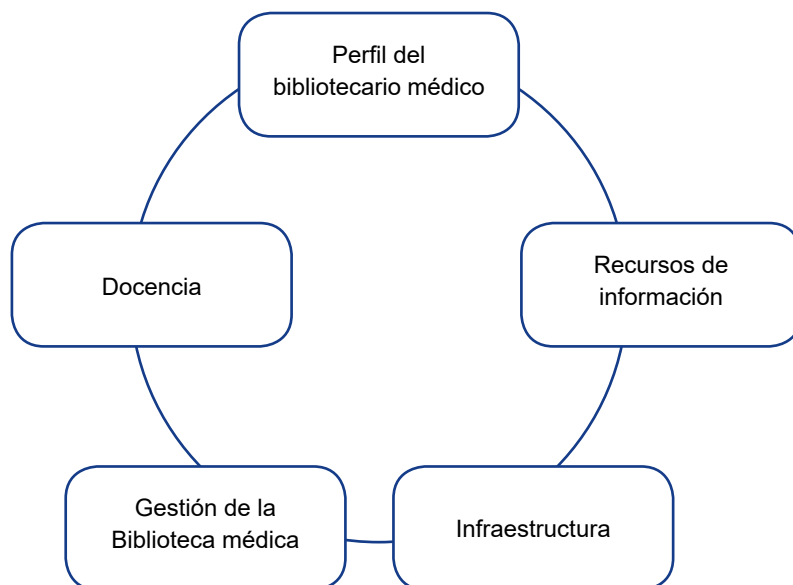 Perfil del
bibliotecario médico
Recursos de
información
Infraestructura
Gestión de la
Biblioteca médica
Docencia